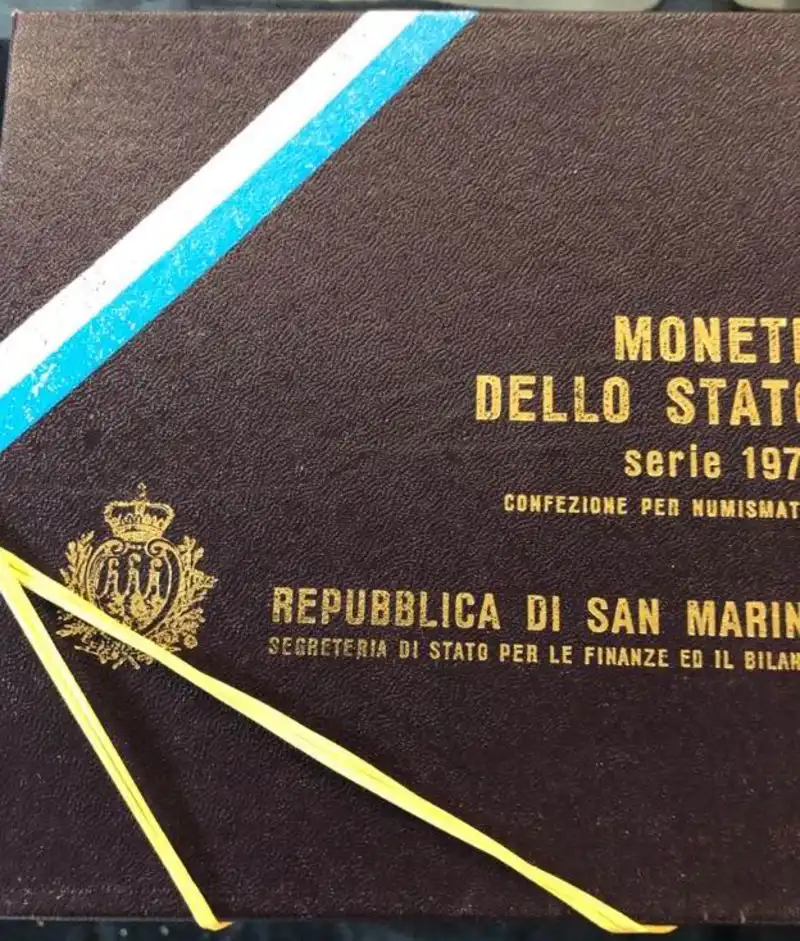 MONET
DELLO STATO
serie 197
CONFEZIONE PER NUMISMAT
REPUBBLICA DI SAN MARIN
SEGRETERIA DI STATO PER LE FINANZE ED IL BILAN